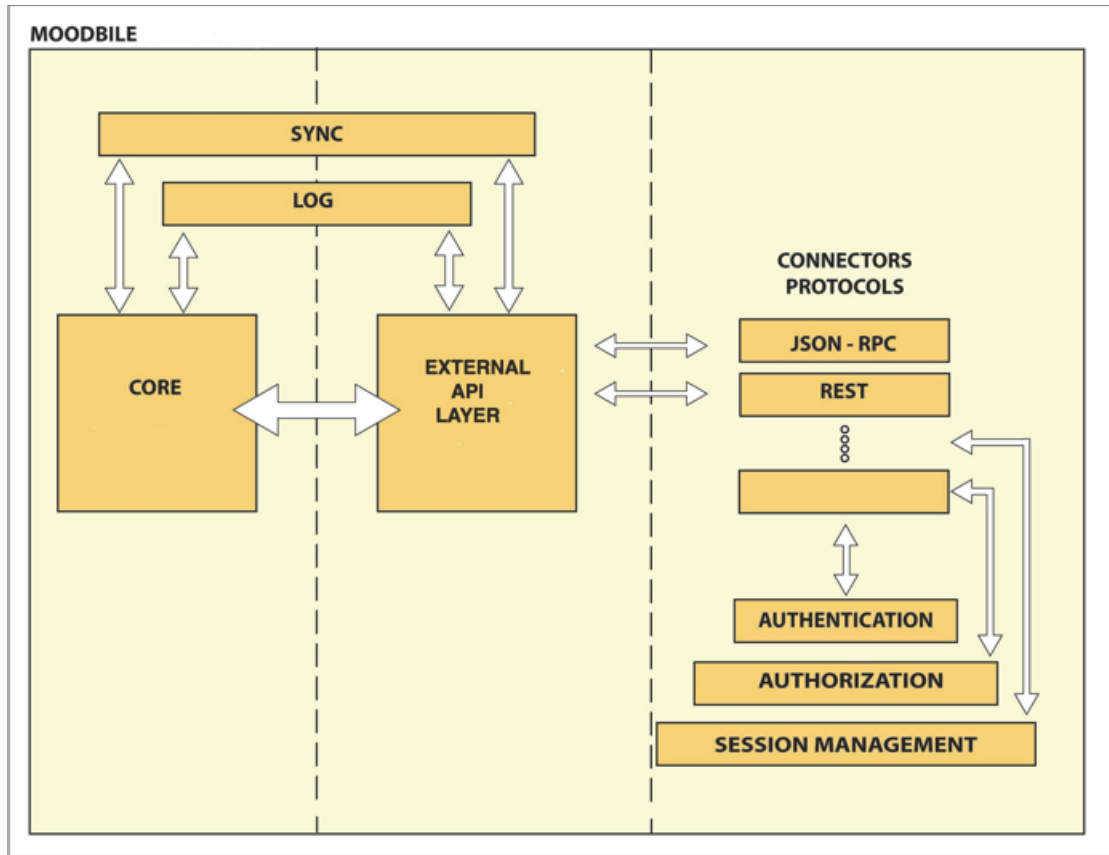 MOODBILE
SYNC
LOG
CONNECTORS
PROTOCOLS
JSON - RPC
CORE
EXTERNAL
API
LAYER
REST
AUTHENTICATION
AUTHORIZATION
SESSION MANAGEMENT